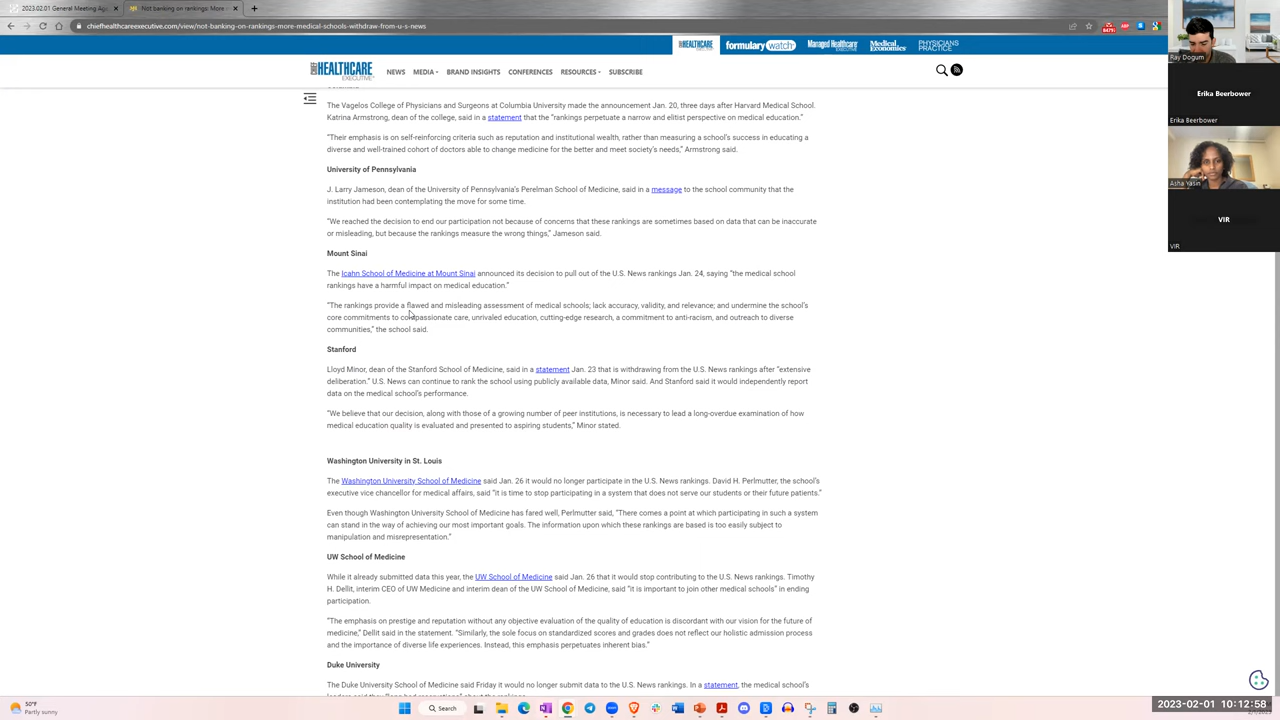 2023.02.01 General Meeting Ag
Not banking on rankings: More
chiefhealthcareexecutive.com/view/not-banking-on-rankings-more-medical-schools-withdraw-from-u-s-news
HEALTHCARE
formularywatch
Managed Healthcare
EXECUTIVE
Medical
Economics
PHYSICIANS
PRACTICE
CHIEF HEALTHCARE
EXECUTIVE
NEWS MEDIA BRAND INSIGHTS CONFERENCES RESOURCES SUBSCRIBE
The Vagelos College of Physicians and Surgeons at Columbia University made the announcement Jan. 20, three days after Harvard Medical School.
Katrina Armstrong, dean of the college, said in a statement that the “rankings perpetuate a narrow and elitist perspective on medical education.”
“Their emphasis is on self-reinforcing criteria such as reputation and institutional wealth, rather than measuring a school’s success in educating a
diverse and well-trained cohort of doctors able to change medicine for the better and meet society’s needs,” Armstrong said.
University of Pennsylvania
J. Larry Jameson, dean of the University of Pennsylvania’s Perelman School of Medicine, said in a message to the school community that the
institution had been contemplating the move for some time.
“We reached the decision to end our participation not because of concerns that these rankings are sometimes based on data that can be inaccurate
or misleading, but because the rankings measure the wrong things,” Jameson said.
Mount Sinai
The Icahn School of Medicine at Mount Sinai announced its decision to pull out of the U.S. News rankings Jan. 24, saying “the medical school
rankings have a harmful impact on medical education.”
“The rankings provide a flawed and misleading assessment of medical schools; lack accuracy, validity, and relevance; and undermine the school’s
core commitments to compassionate care, unrivaled education, cutting-edge research, a commitment to anti-racism, and outreach to diverse
communities,” the school said.
Stanford
Lloyd Minor, dean of the Stanford School of Medicine, said in a statement Jan. 23 that is withdrawing from the U.S. News rankings after “extensive
deliberation.” U.S. News can continue to rank the school using publicly available data, Minor said. And Stanford said it would independently report
data on the medical school’s performance.
“We believe that our decision, along with those of a growing number of peer institutions, is necessary to lead a long-overdue examination of how
medical education quality is evaluated and presented to aspiring students,” Minor stated.
Washington University in St. Louis
The Washington University School of Medicine said Jan. 26 it would no longer participate in the U.S. News rankings. David H. Perlmutter, the school’s
executive vice chancellor for medical affairs, said “it is time to stop participating in a system that does not serve our students or their future patients.”
Even though Washington University School of Medicine has fared well, Perlmutter said, “There comes a point at which participating in such a system
can stand in the way of achieving our most important goals. The information upon which these rankings are based is too easily subject to
manipulation and misrepresentation.”
UW School of Medicine
While it already submitted data this year, the UW School of Medicine said Jan. 26 that it would stop contributing to the U.S. News rankings. Timothy
H. Dellit, interim CEO of UW Medicine and interim dean of the UW School of Medicine, said “it is important to join other medical schools” in ending
participation.
“The emphasis on prestige and reputation without any objective evaluation of the quality of education is discordant with our vision for the future of
medicine,” Dellit said in the statement. “Similarly, the sole focus on standardized scores and grades does not reflect our holistic admission process
and the importance of diverse life experiences. Instead, this emphasis perpetuates inherent bias.”
Duke University
The Duke University School of Medicine said Friday it would no longer submit data to the U.S. News rankings. In a statement, the medical school’s
Ray Dogum
Erika Beerbower
Erika Beerbower
Asha Yasin
VIR
VIR
50°F
Partly sunny
Search
2023-02-01 10:12:58